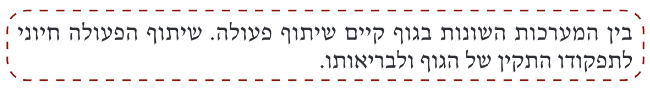 בין המערכות השונות בגוף קיים שיתוף פעולה. שיתוף הפעולה חיוני
לתפקודו התקין של הגוף ולבריאותו.